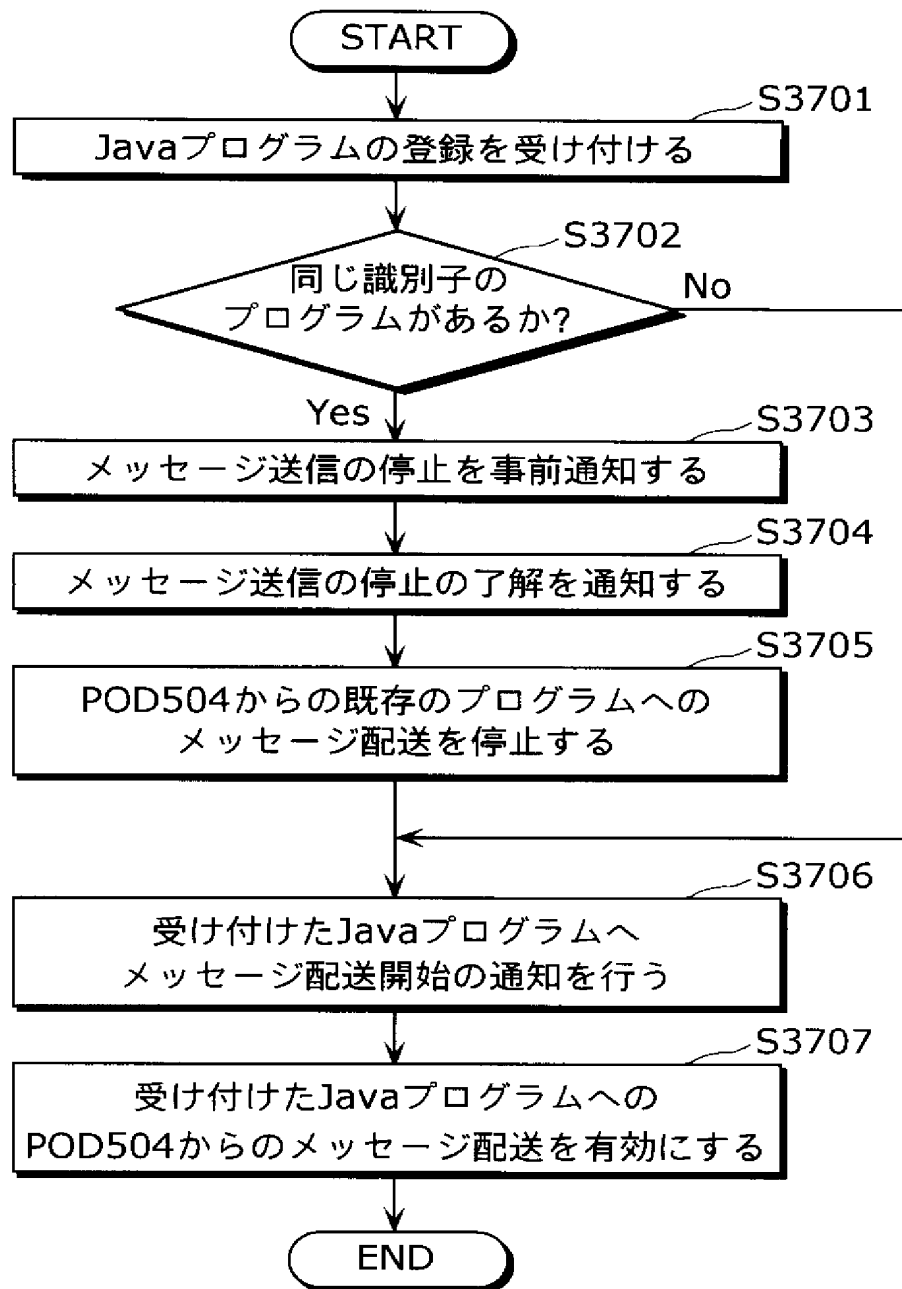 START
S3701
Javaプログラムの登録を受け付ける
S3702
同じ識別子の
プログラムがあるか?
No
Yes
S3703
メッセージ送信の停止を事前通知する
S3704
メッセージ送信の停止の了解を通知する
S3705
POD504からの既存のプログラムへの
メッセージ配送を停止する
S3706
受け付けたJavaプログラムへ
メッセージ配送開始の通知を行う
S3707
受け付けたJavaプログラムへの
POD504からのメッセージ配送を有効にする
END